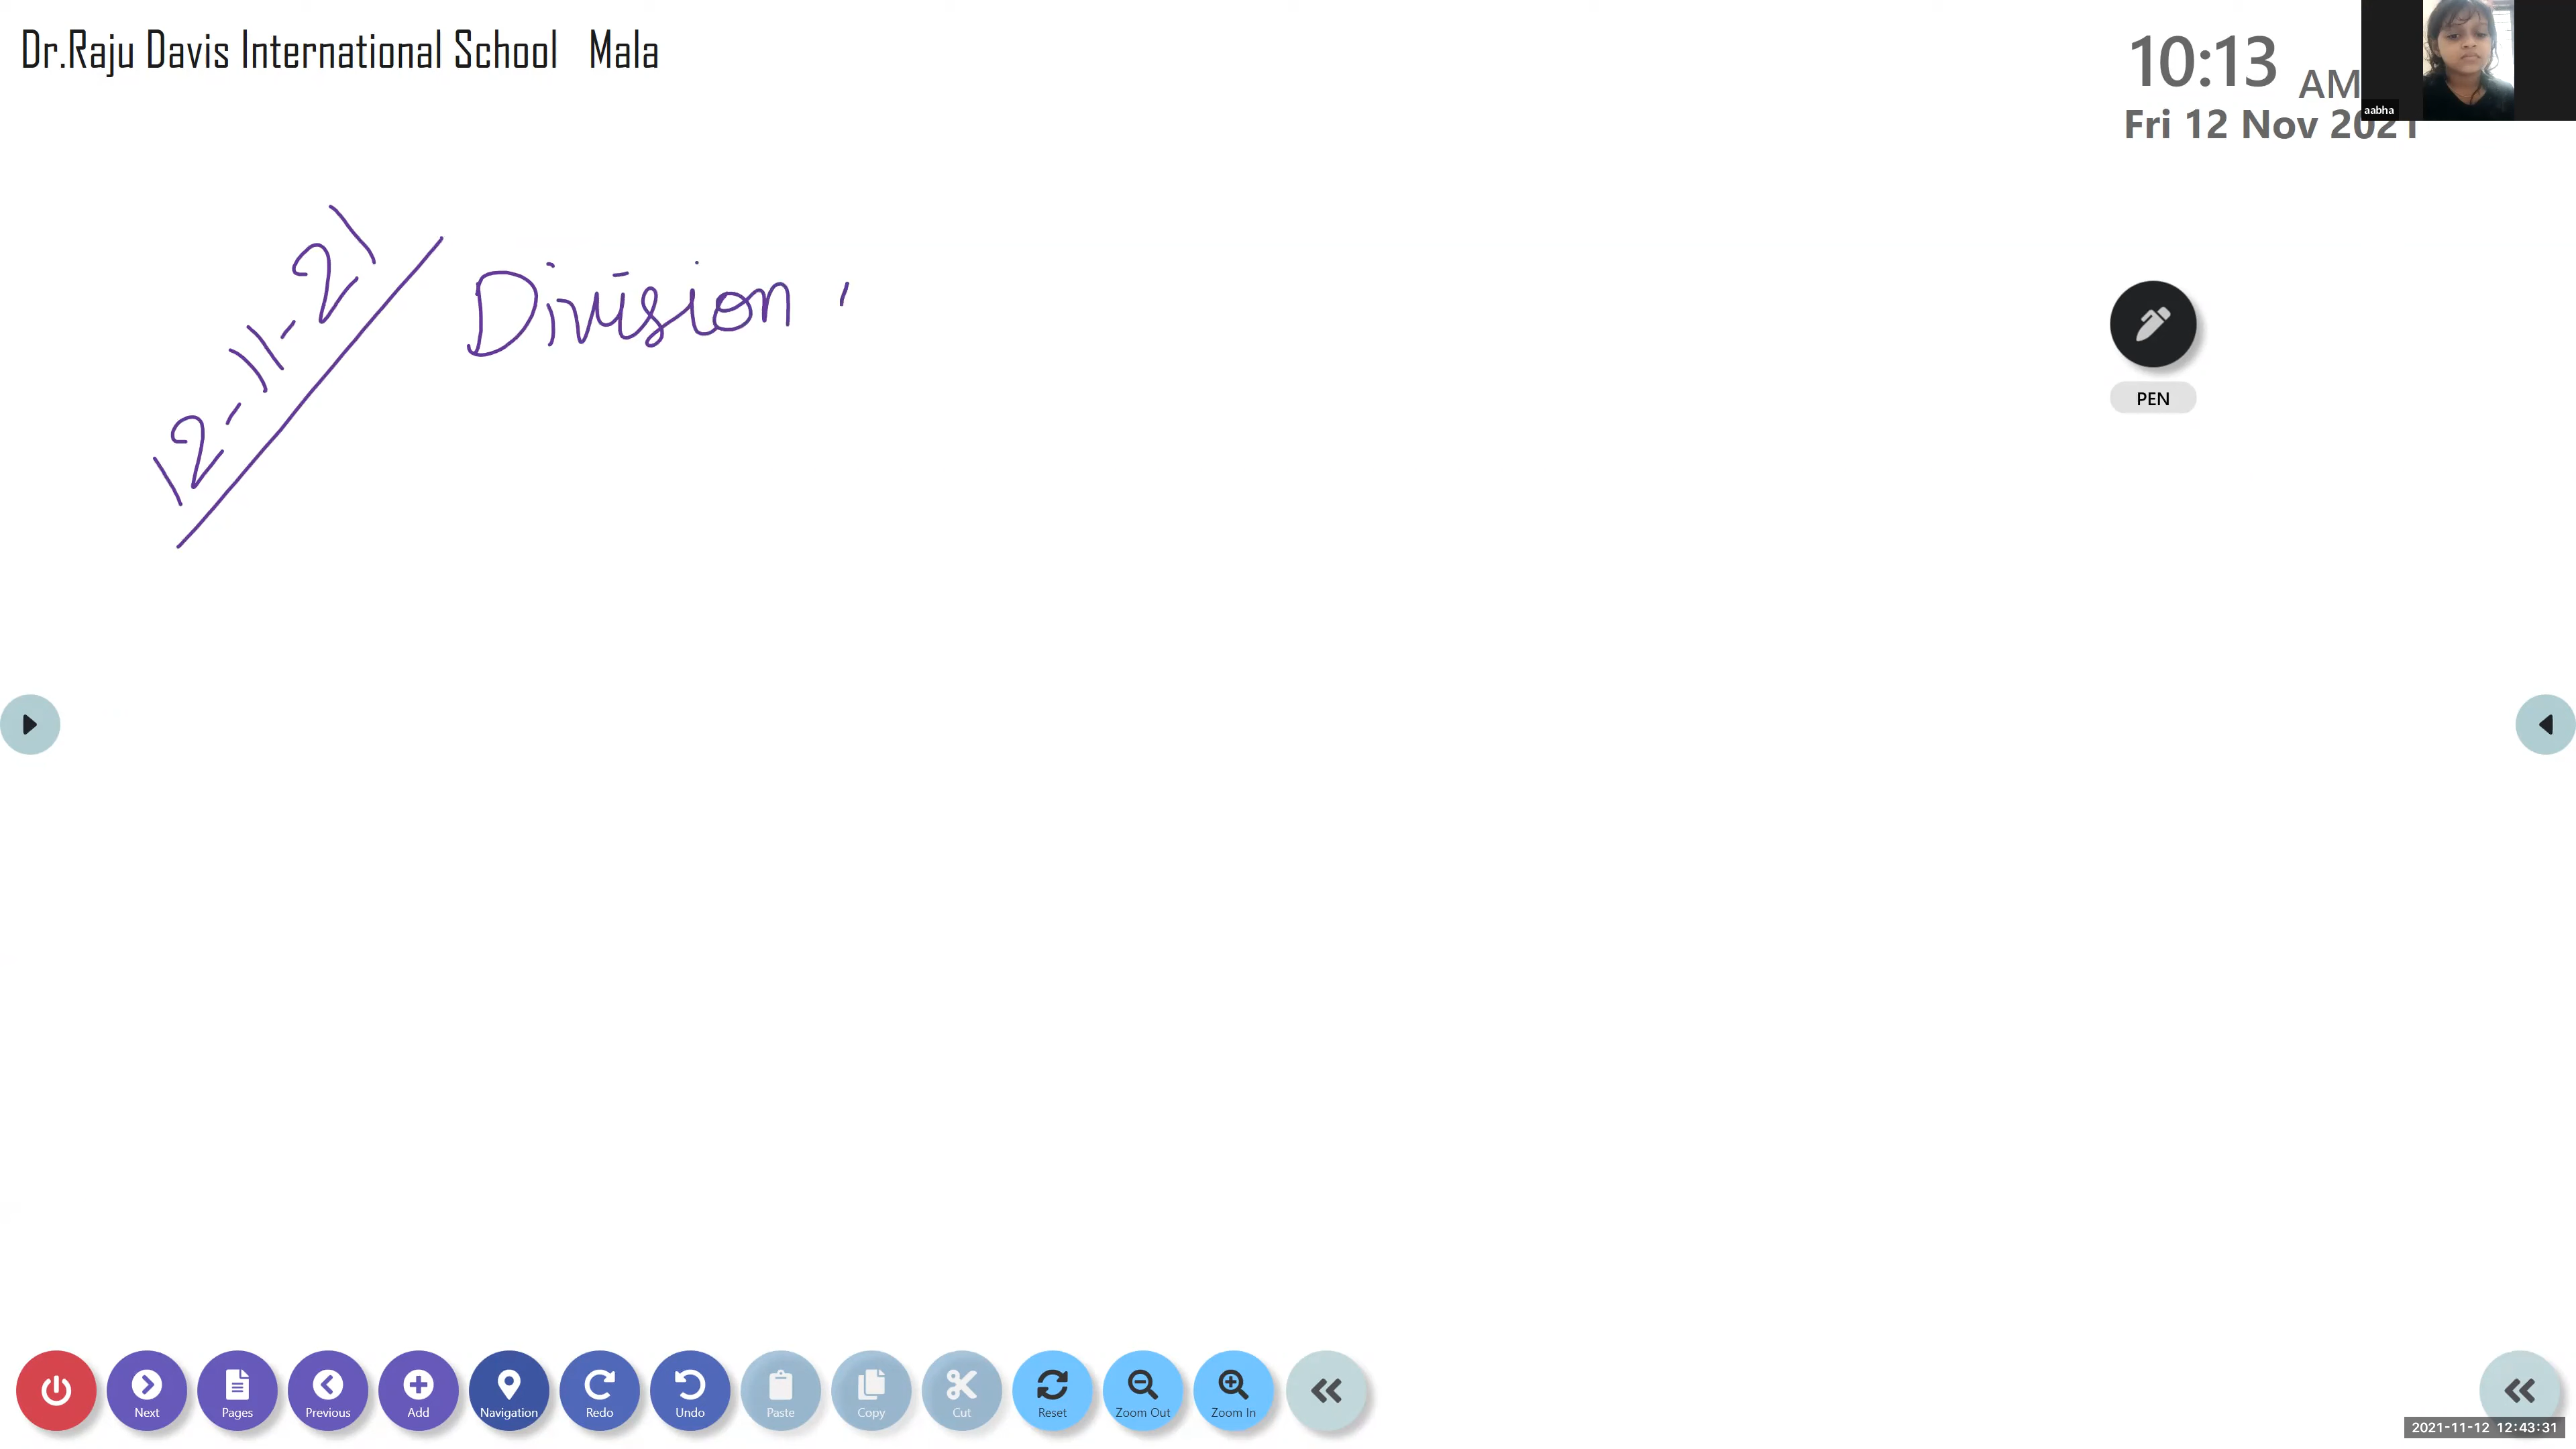 Dr.Raju Davis International School Mala
10:13 AM
Fri 12 Nov 2021
aabha
12-11-21
Division
PEN
Next
Pages
Previous
Add
Navigation
Redo
Undo
Paste
Copy
Cut
Reset
Zoom Out
Zoom In
2021-11-12 12:43:31